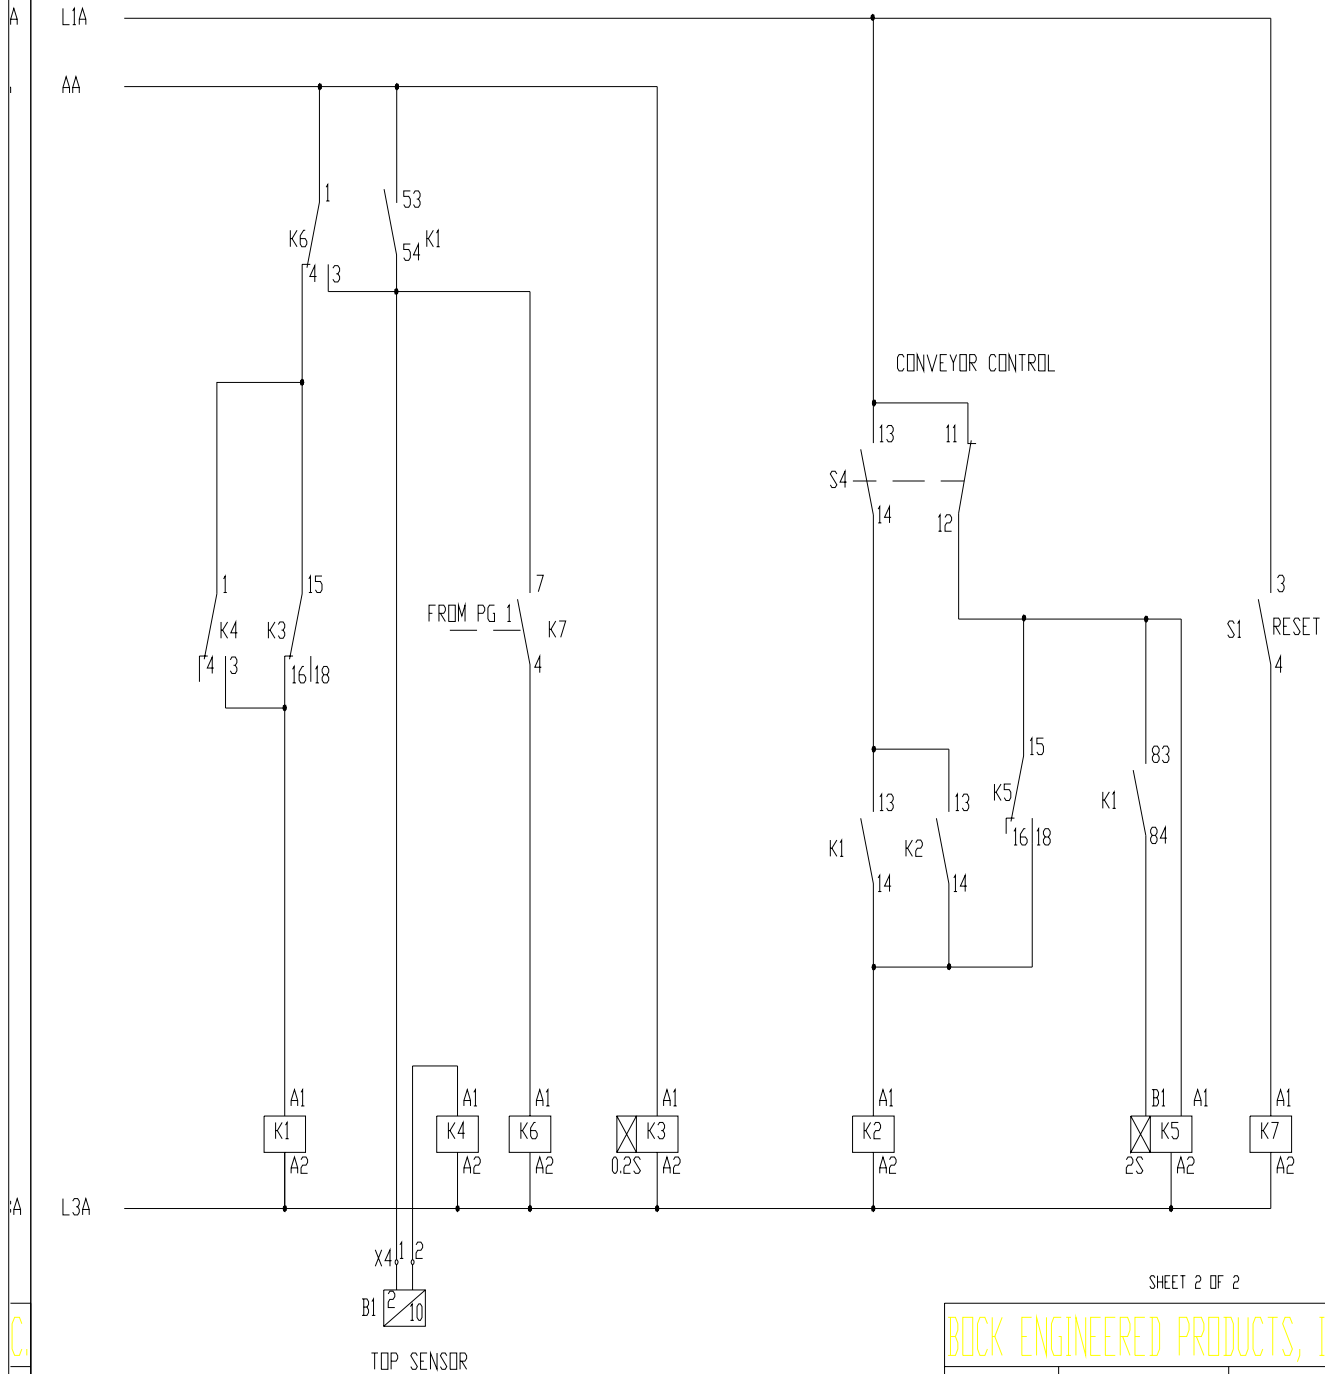 A L1A
AA
1
53
K6
54 K1
4 3
CONVEYOR CONTROL
13 11
S4
14 12
1 15 7 3
FROM PG 1
K4 K3 K7 S1 RESET
4 3 16 18 4 4
15 83
K5 K1
13 13
16 18 84
K1 K2
14 14
A1 A1 A1 A1 A1 B1 A1 A1
K1 K4 K6 K3 K2 K5 K7
A2 A2 A2 0.2S A2 A2 2S A2 A2
A L3A
X4 1 2
B1 2 10
TOP SENSOR
SHEET 2 OF 2
C.
BOCK ENGINEERED PRODUCTS,